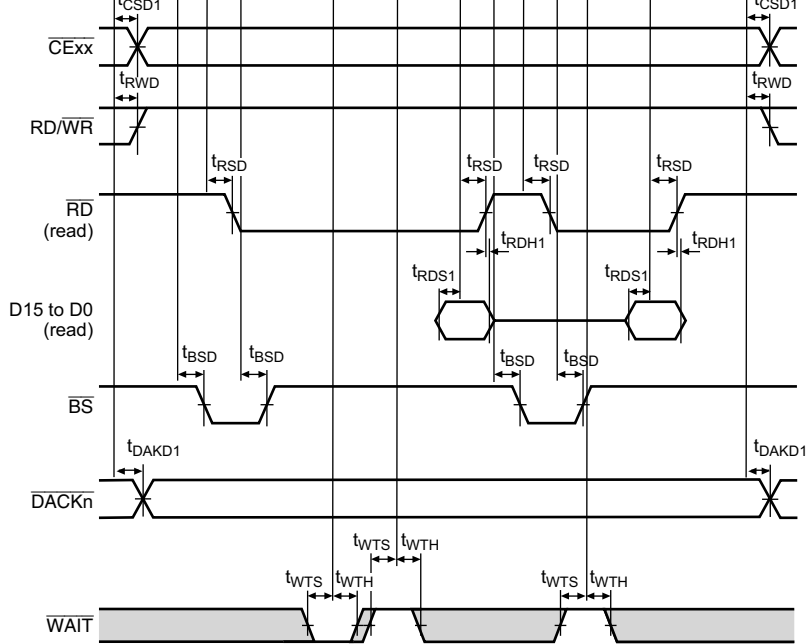 tCSD1 tCSD1
CExx
tRWD tRWD
RD/WR
tRSD tRSD tRSD tRSD
RD
(read)
tRDH1 tRDH1
tRDS1 tRDS1
D15 to D0
(read)
tBSD tBSD tBSD tBSD
BS
tDAKD1 tDAKD1
DACKn
tWTS tWTH
tWTS tWTH tWTS tWTH
WAIT